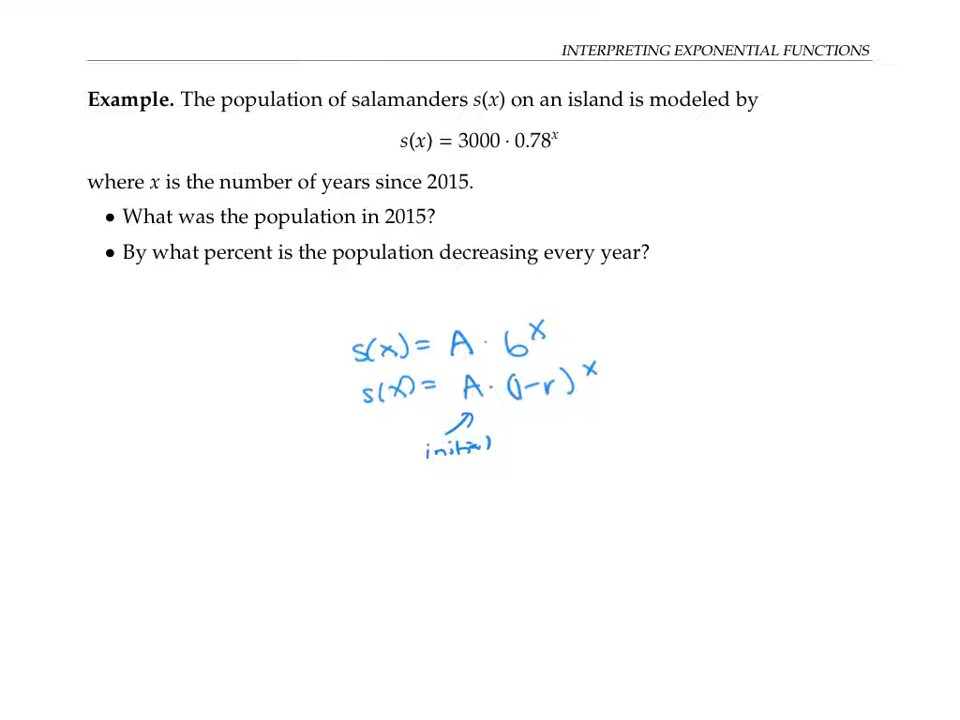 INTERPRETING EXPONENTIAL FUNCTIONS
Example. The population of salamanders s(x) on an island is modeled by
s(x) = 3000 · 0.78ˣ
where x is the number of years since 2015.
• What was the population in 2015?
• By what percent is the population decreasing every year?
s(x) = A · bˣ
s(x) = A · (1-r)ˣ
initial